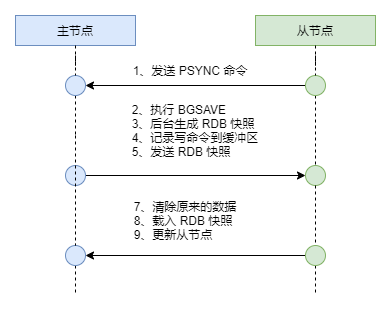 主节点
从节点
1、发送 PSYNC 命令
2、执行 BGSAVE
3、后台生成 RDB 快照
4、记录写命令到缓冲区
5、发送 RDB 快照
7、清除原来的数据
8、载入 RDB 快照
9、更新从节点